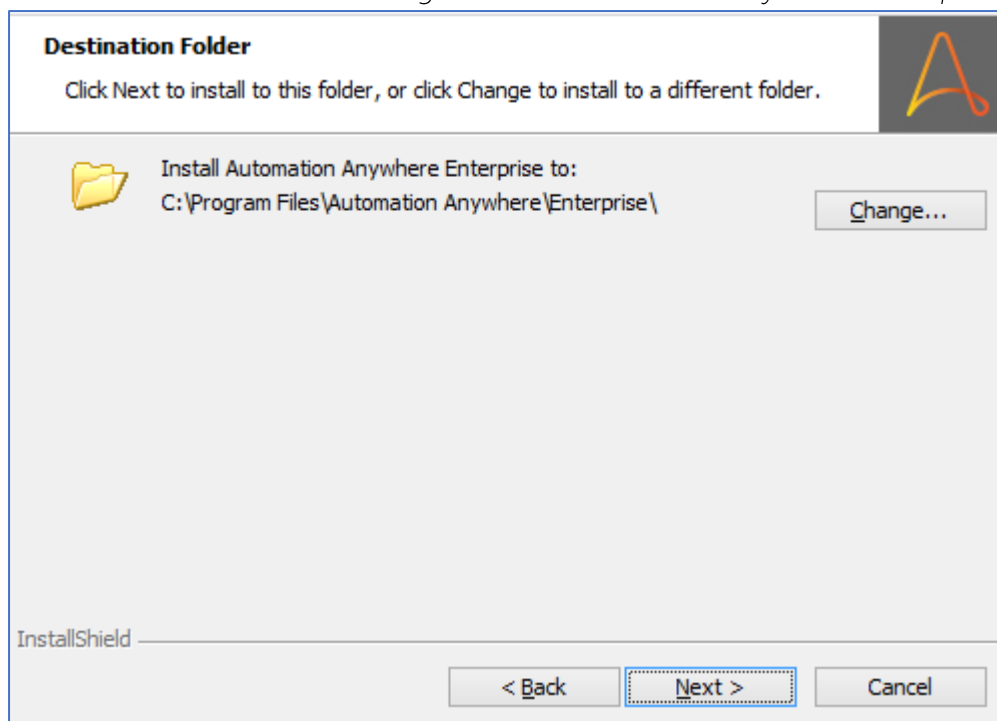 Destination Folder
Click Next to install to this folder, or click Change to install to a different folder.
Install Automation Anywhere Enterprise to:
C:\Program Files\Automation Anywhere\Enterprise\
Change...
InstallShield
< Back
Next >
Cancel